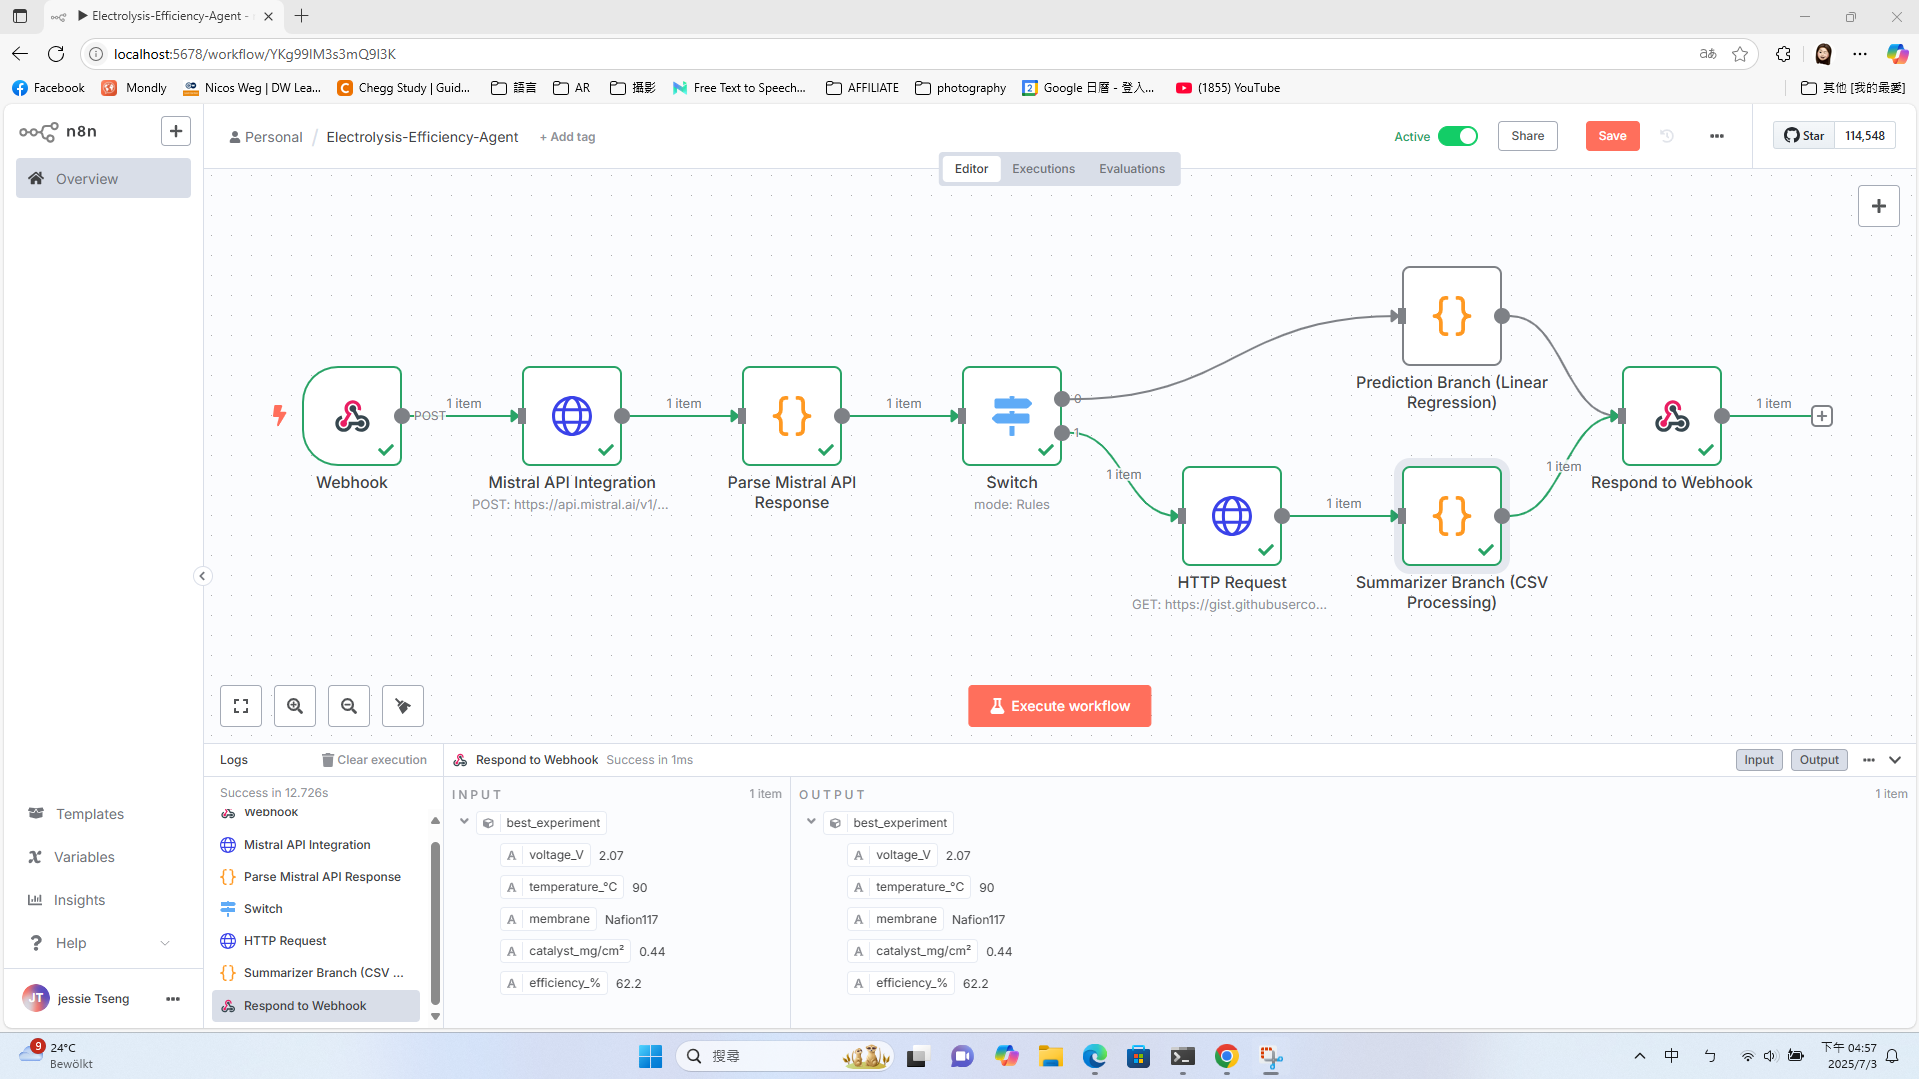 Electrolysis-Efficiency-Agent -
localhost:5678/workflow/YKg99IM3s3mQ9I3K
aあ
Facebook
Mondly
Nicos Weg | DW Lea...
Chegg Study | Guid...
語言
AR
攝影
Free Text to Speech...
AFFILIATE
photography
Google 日曆 - 登入...
(1855) YouTube
其他 [我的最愛]
n8n
Personal / Electrolysis-Efficiency-Agent
+ Add tag
Active
Share
Save
Star
114,548
Overview
Editor
Executions
Evaluations
POST
1 item
1 item
1 item
0
1
1 item
1 item
1 item
1 item
Webhook
Mistral API Integration
POST: https://api.mistral.ai/v1/...
Parse Mistral API
Response
Switch
mode: Rules
Prediction Branch (Linear
Regression)
HTTP Request
GET: https://gist.githubuserco...
Summarizer Branch (CSV
Processing)
Respond to Webhook
Execute workflow
Templates
Variables
Insights
Help
JT
jessie Tseng
Logs
Clear execution
Success in 12.726s
Webhook
Mistral API Integration
Parse Mistral API Response
Switch
HTTP Request
Summarizer Branch (CSV ...
Respond to Webhook
Respond to Webhook
Success in 1ms
Input
Output
INPUT
1 item
best_experiment
A voltage_V 2.07
A temperature_°C 90
A membrane Nafion117
A catalyst_mg/cm² 0.44
A efficiency_% 62.2
OUTPUT
1 item
best_experiment
A voltage_V 2.07
A temperature_°C 90
A membrane Nafion117
A catalyst_mg/cm² 0.44
A efficiency_% 62.2
9
24°C
Bewölkt
搜尋
中
ㄣ
下午 04:57
2025/7/3